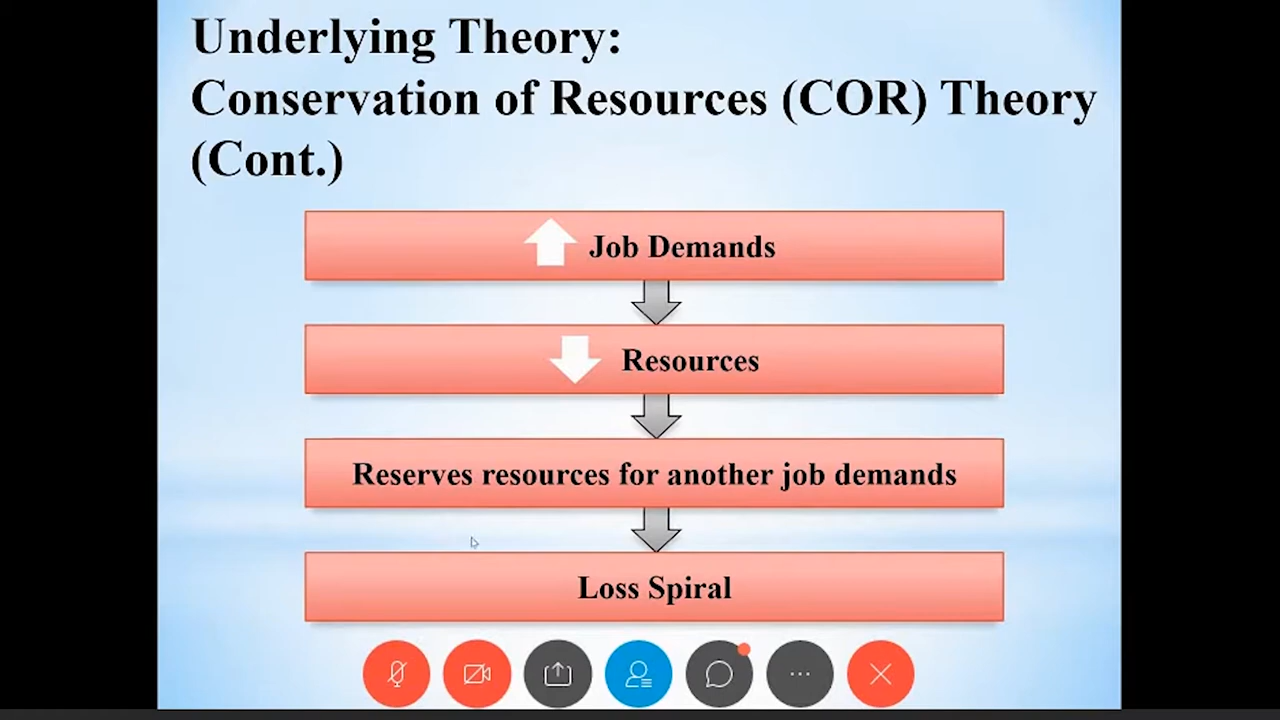 Underlying Theory:
Conservation of Resources (COR) Theory
(Cont.)
Job Demands
Resources
Reserves resources for another job demands
Loss Spiral